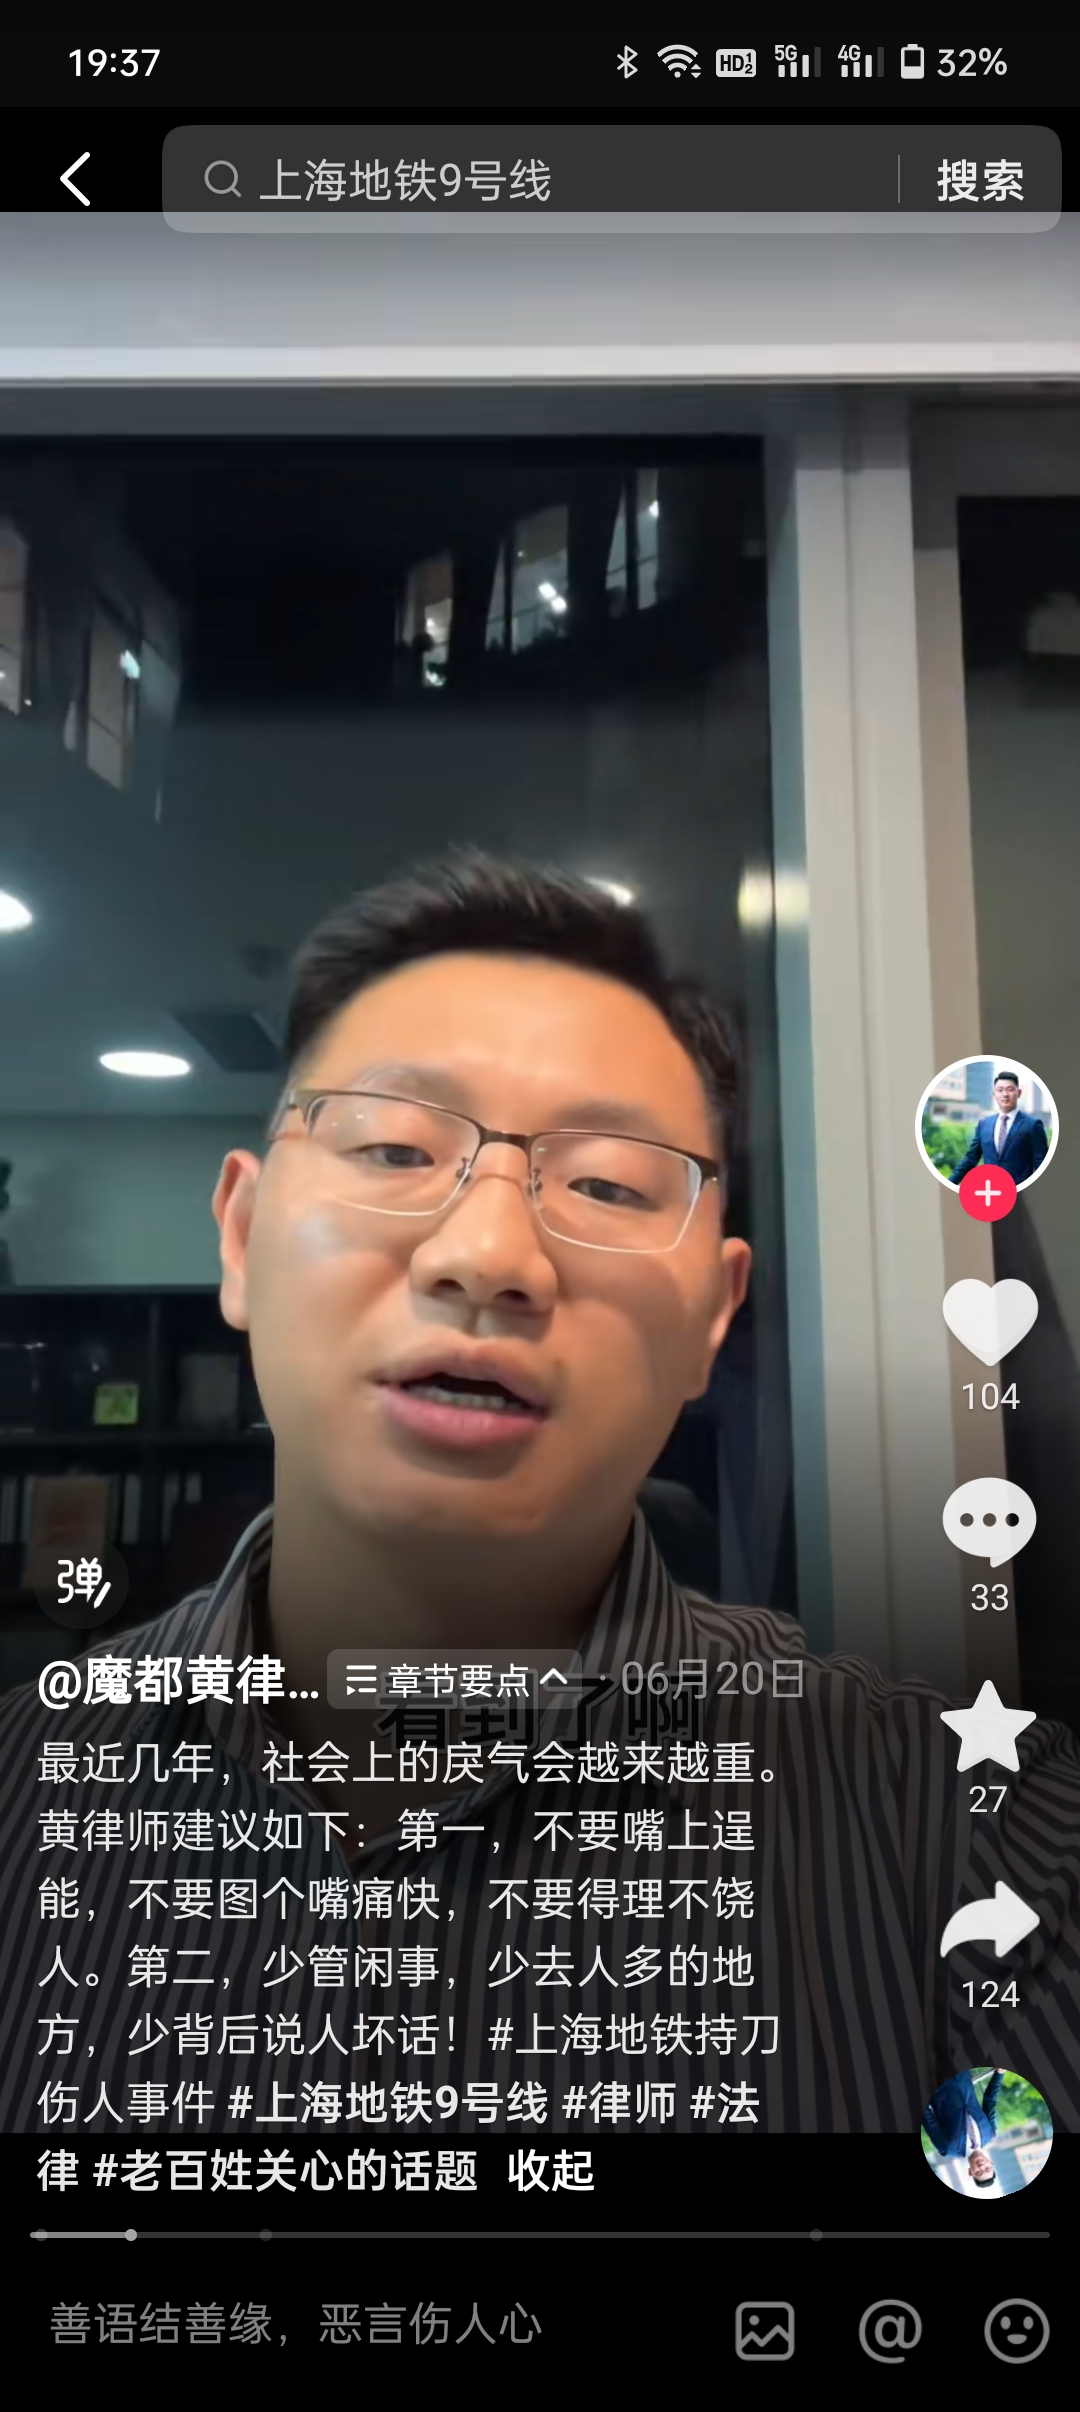 19:37
HD 1 2
5G
4G
32%
上海地铁9号线
搜索
104
33
27
124
弹
@魔都黄律...
章节要点
· 06月20日
看到了啊
最近几年，社会上的戾气会越来越重。
黄律师建议如下：第一，不要嘴上逞
能，不要图个嘴痛快，不要得理不饶
人。第二，少管闲事，少去人多的地
方，少背后说人坏话！#上海地铁持刀
伤人事件 #上海地铁9号线 #律师 #法
律 #老百姓关心的话题 收起
善语结善缘，恶言伤人心